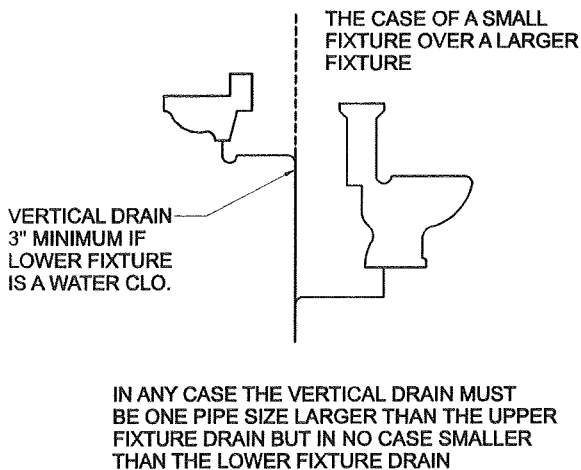 THE CASE OF A SMALL
FIXTURE OVER A LARGER
FIXTURE
VERTICAL DRAIN
3" MINIMUM IF
LOWER FIXTURE
IS A WATER CLO.
IN ANY CASE THE VERTICAL DRAIN MUST
BE ONE PIPE SIZE LARGER THAN THE UPPER
FIXTURE DRAIN BUT IN NO CASE SMALLER
THAN THE LOWER FIXTURE DRAIN